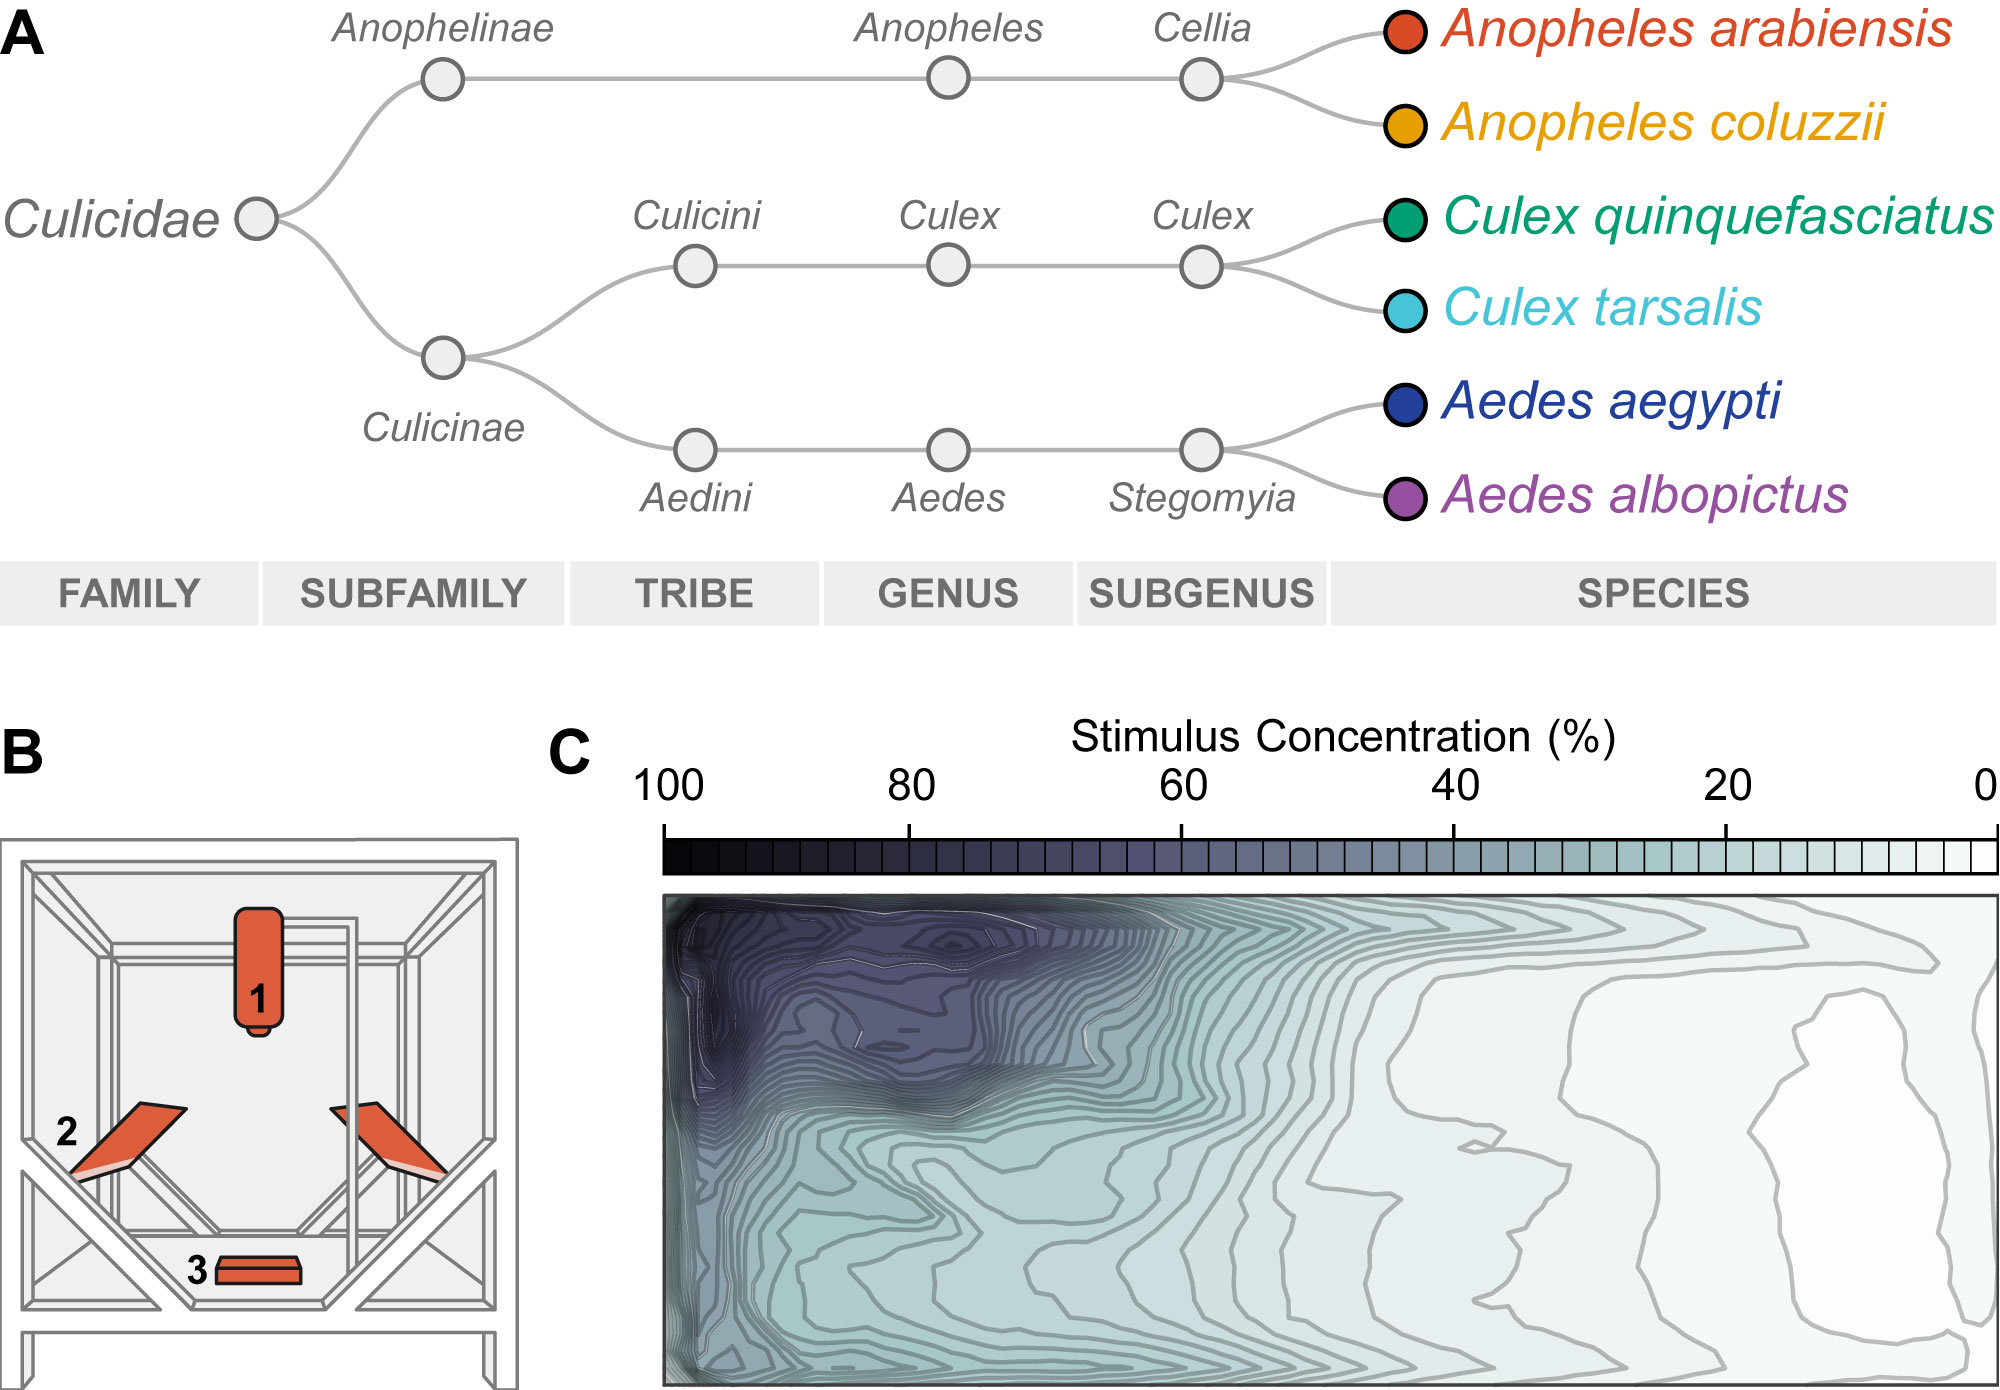 A
Anophelinae
Anopheles
Cellia
Anopheles arabiensis
Anopheles coluzzii
Culicidae
Culicini
Culex
Culex
Culex quinquefasciatus
Culex tarsalis
Culicinae
Aedini
Aedes
Stegomyia
Aedes aegypti
Aedes albopictus
FAMILY SUBFAMILY TRIBE GENUS SUBGENUS SPECIES
B
1
2
3
C
Stimulus Concentration (%)
100 80 60 40 20 0